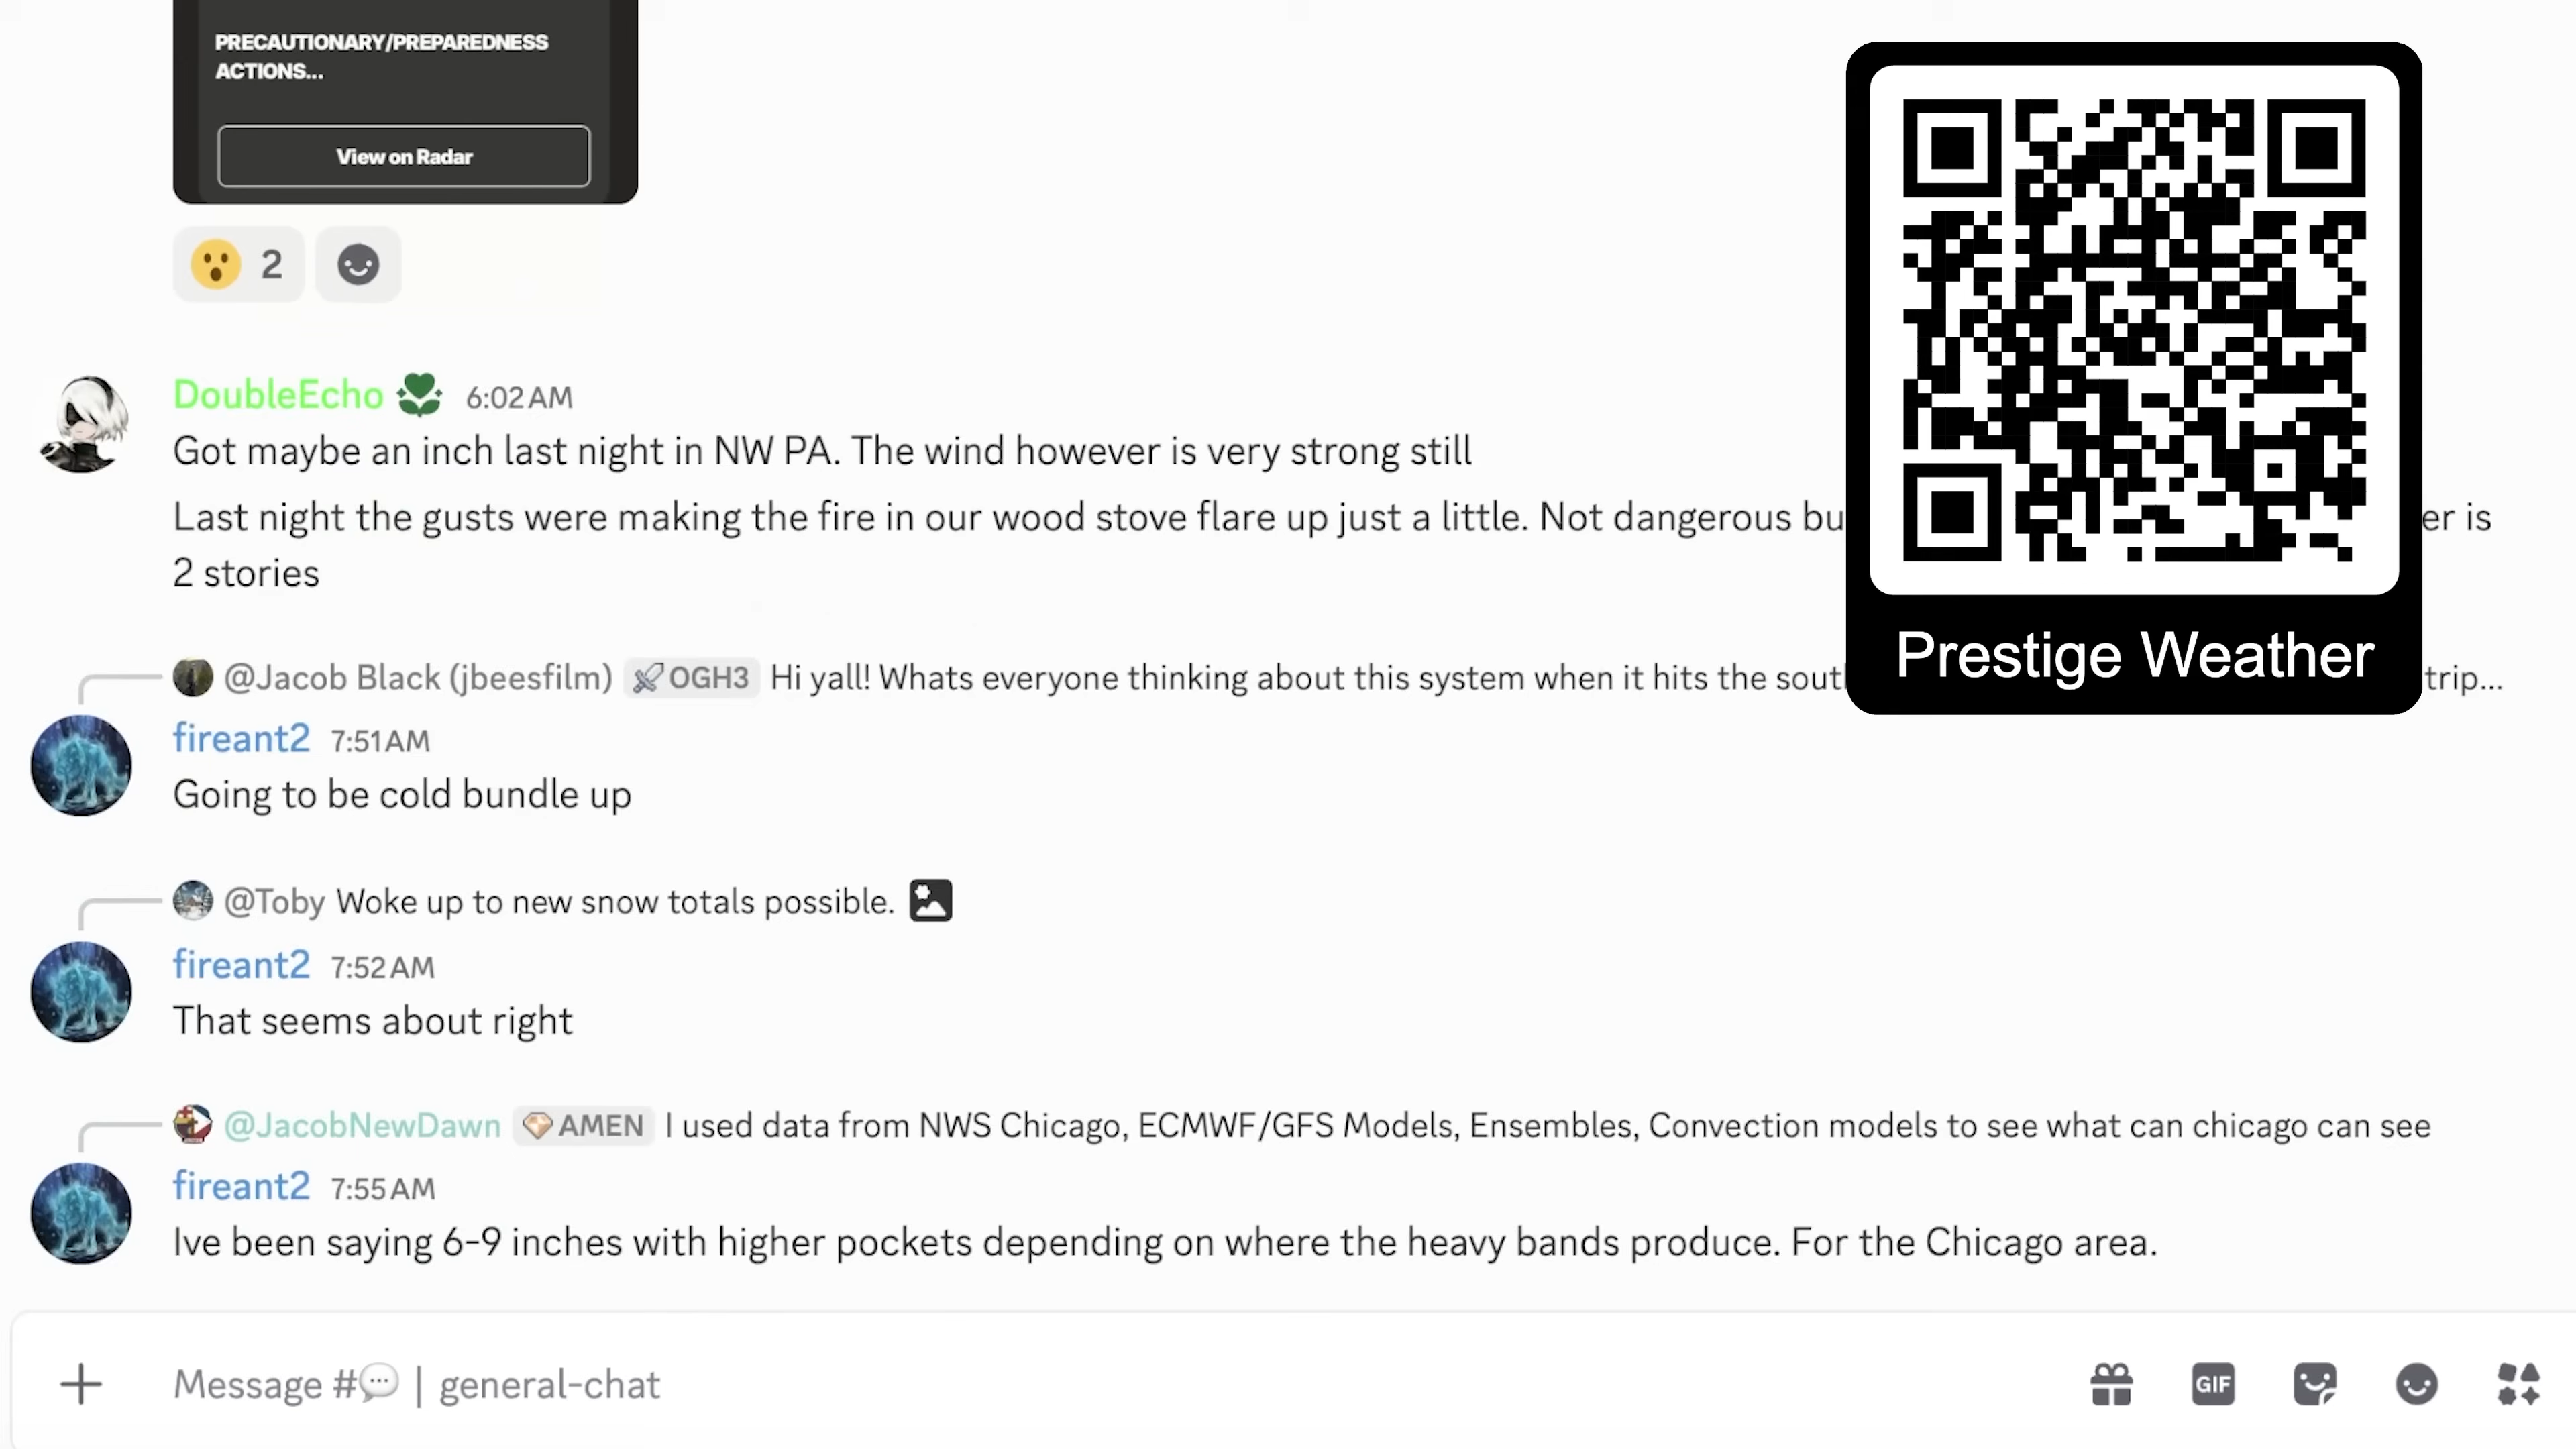 PRECAUTIONARY/PREPAREDNESS
ACTIONS...
View on Radar
2
DoubleEcho 6:02 AM
Got maybe an inch last night in NW PA. The wind however is very strong still
Last night the gusts were making the fire in our wood stove flare up just a little. Not dangerous is
2 stories
Prestige Weather
@Jacob Black (jbeesfilm) OGH3 Hi yall! Whats everyone thinking about this system when it hits the trip...
fireant2 7:51 AM
Going to be cold bundle up
@Toby Woke up to new snow totals possible.
fireant2 7:52 AM
That seems about right
@JacobNewDawn AMEN I used data from NWS Chicago, ECMWF/GFS Models, Ensembles, Convection models to see what can chicago can see
fireant2 7:55 AM
Ive been saying 6-9 inches with higher pockets depending on where the heavy bands produce. For the Chicago area.
Message # | general-chat
GIF